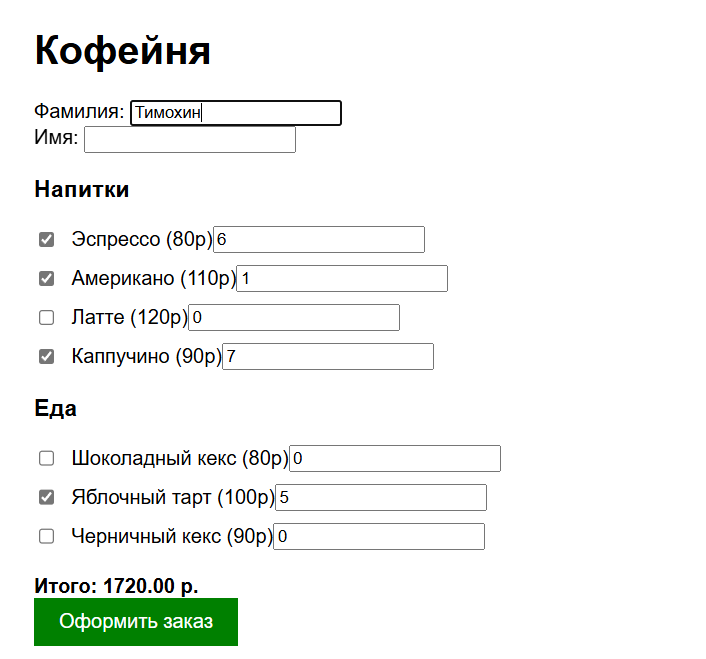 Кофейня
Фамилия: Тимохин
Имя:
Напитки
Эспрессо (80р) 6
Американо (110р) 1
Латте (120р) 0
Каппучино (90р) 7
Еда
Шоколадный кекс (80р) 0
Яблочный тарт (100р) 5
Черничный кекс (90р) 0
Итого: 1720.00 р.
Оформить заказ